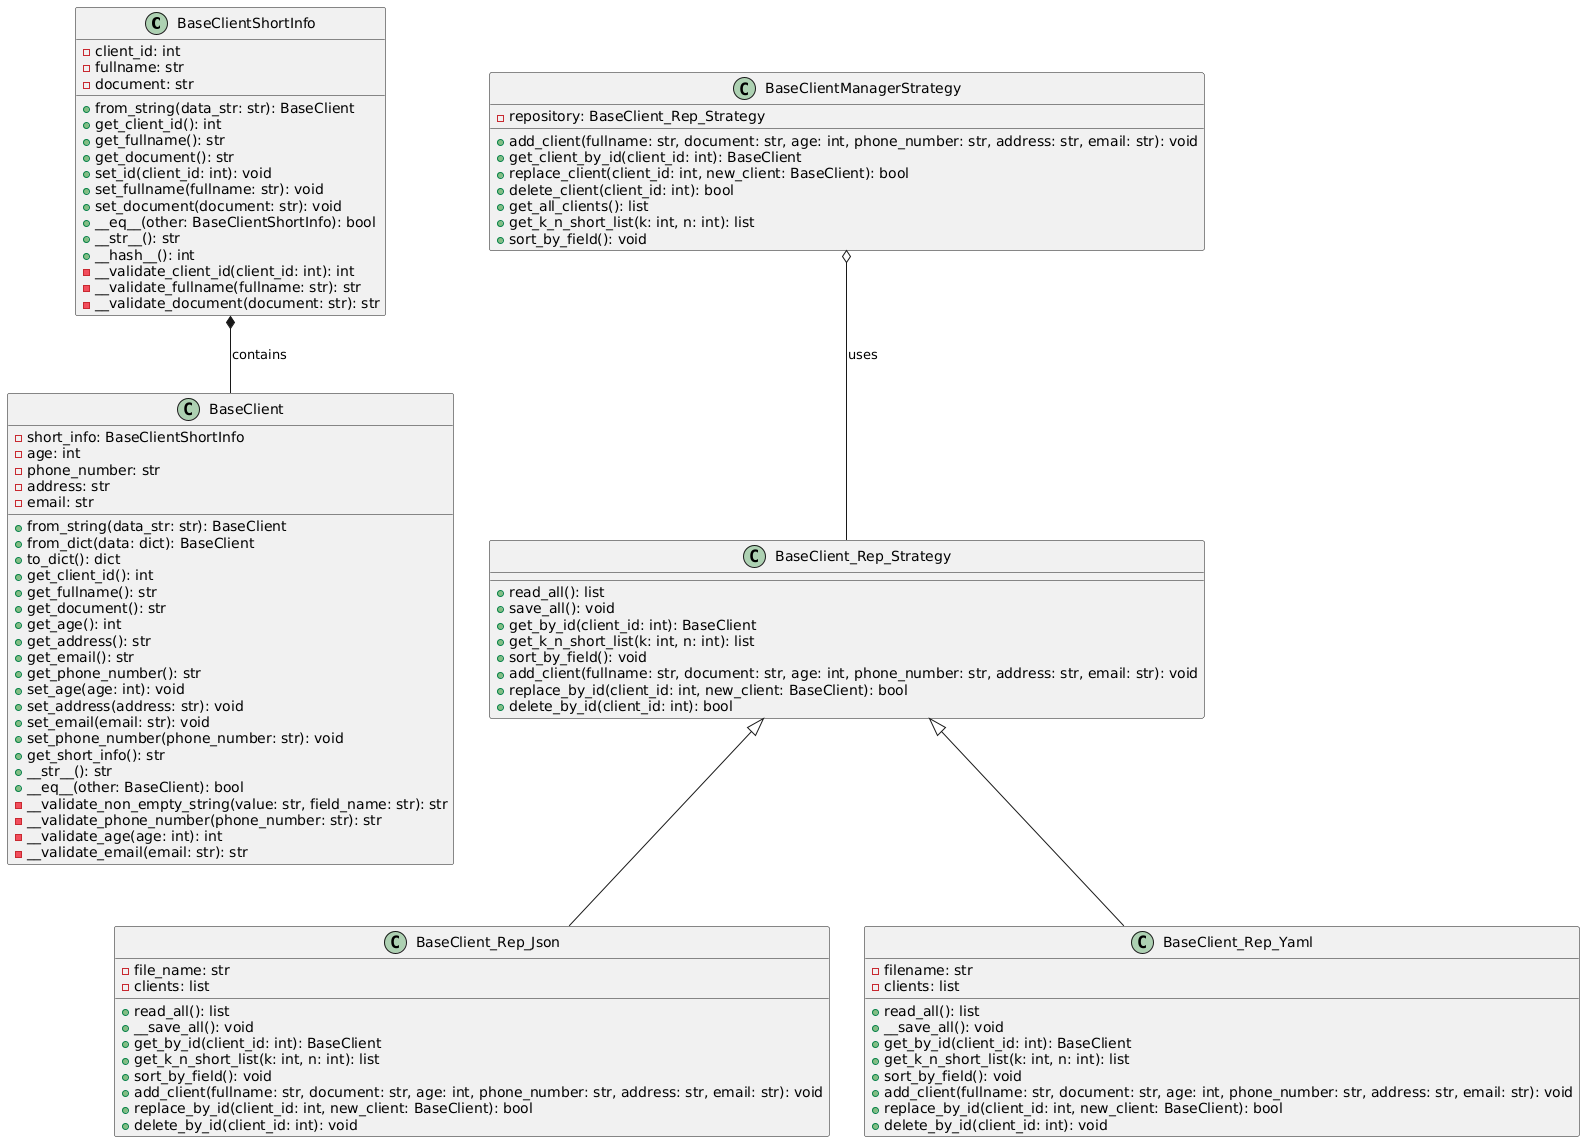 C BaseClientShortInfo
client_id: int
fullname: str
document: str
from_string(data_str: str): BaseClient
get_client_id(): int
get_fullname(): str
get_document(): str
set_id(client_id: int): void
set_fullname(fullname: str): void
set_document(document: str): void
__eq__(other: BaseClientShortInfo): bool
__str__(): str
__hash__(): int
__validate_client_id(client_id: int): int
__validate_fullname(fullname: str): str
__validate_document(document: str): str
C BaseClientManagerStrategy
repository: BaseClient_Rep_Strategy
add_client(fullname: str, document: str, age: int, phone_number: str, address: str, email: str): void
get_client_by_id(client_id: int): BaseClient
replace_client(client_id: int, new_client: BaseClient): bool
delete_client(client_id: int): bool
get_all_clients(): list
get_k_n_short_list(k: int, n: int): list
sort_by_field(): void
contains
uses
C BaseClient
short_info: BaseClientShortInfo
age: int
phone_number: str
address: str
email: str
from_string(data_str: str): BaseClient
from_dict(data: dict): BaseClient
to_dict(): dict
get_client_id(): int
get_fullname(): str
get_document(): str
get_age(): int
get_address(): str
get_email(): str
get_phone_number(): str
set_age(age: int): void
set_address(address: str): void
set_email(email: str): void
set_phone_number(phone_number: str): void
get_short_info(): str
__str__(): str
__eq__(other: BaseClient): bool
__validate_non_empty_string(value: str, field_name: str): str
__validate_phone_number(phone_number: str): str
__validate_age(age: int): int
__validate_email(email: str): str
C BaseClient_Rep_Strategy
read_all(): list
save_all(): void
get_by_id(client_id: int): BaseClient
get_k_n_short_list(k: int, n: int): list
sort_by_field(): void
add_client(fullname: str, document: str, age: int, phone_number: str, address: str, email: str): void
replace_by_id(client_id: int, new_client: BaseClient): bool
delete_by_id(client_id: int): bool
C BaseClient_Rep_Json
file_name: str
clients: list
read_all(): list
__save_all(): void
get_by_id(client_id: int): BaseClient
get_k_n_short_list(k: int, n: int): list
sort_by_field(): void
add_client(fullname: str, document: str, age: int, phone_number: str, address: str, email: str): void
replace_by_id(client_id: int, new_client: BaseClient): bool
delete_by_id(client_id: int): void
C BaseClient_Rep_Yaml
filename: str
clients: list
read_all(): list
__save_all(): void
get_by_id(client_id: int): BaseClient
get_k_n_short_list(k: int, n: int): list
sort_by_field(): void
add_client(fullname: str, document: str, age: int, phone_number: str, address: str, email: str): void
replace_by_id(client_id: int, new_client: BaseClient): bool
delete_by_id(client_id: int): void